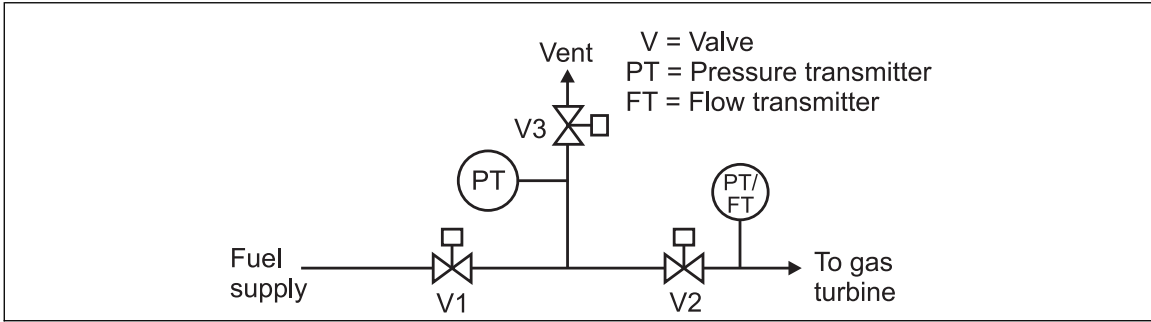 Vent
V = Valve
PT = Pressure transmitter
FT = Flow transmitter
V3
PT
PT/
FT
Fuel
supply
V1
V2
To gas
turbine